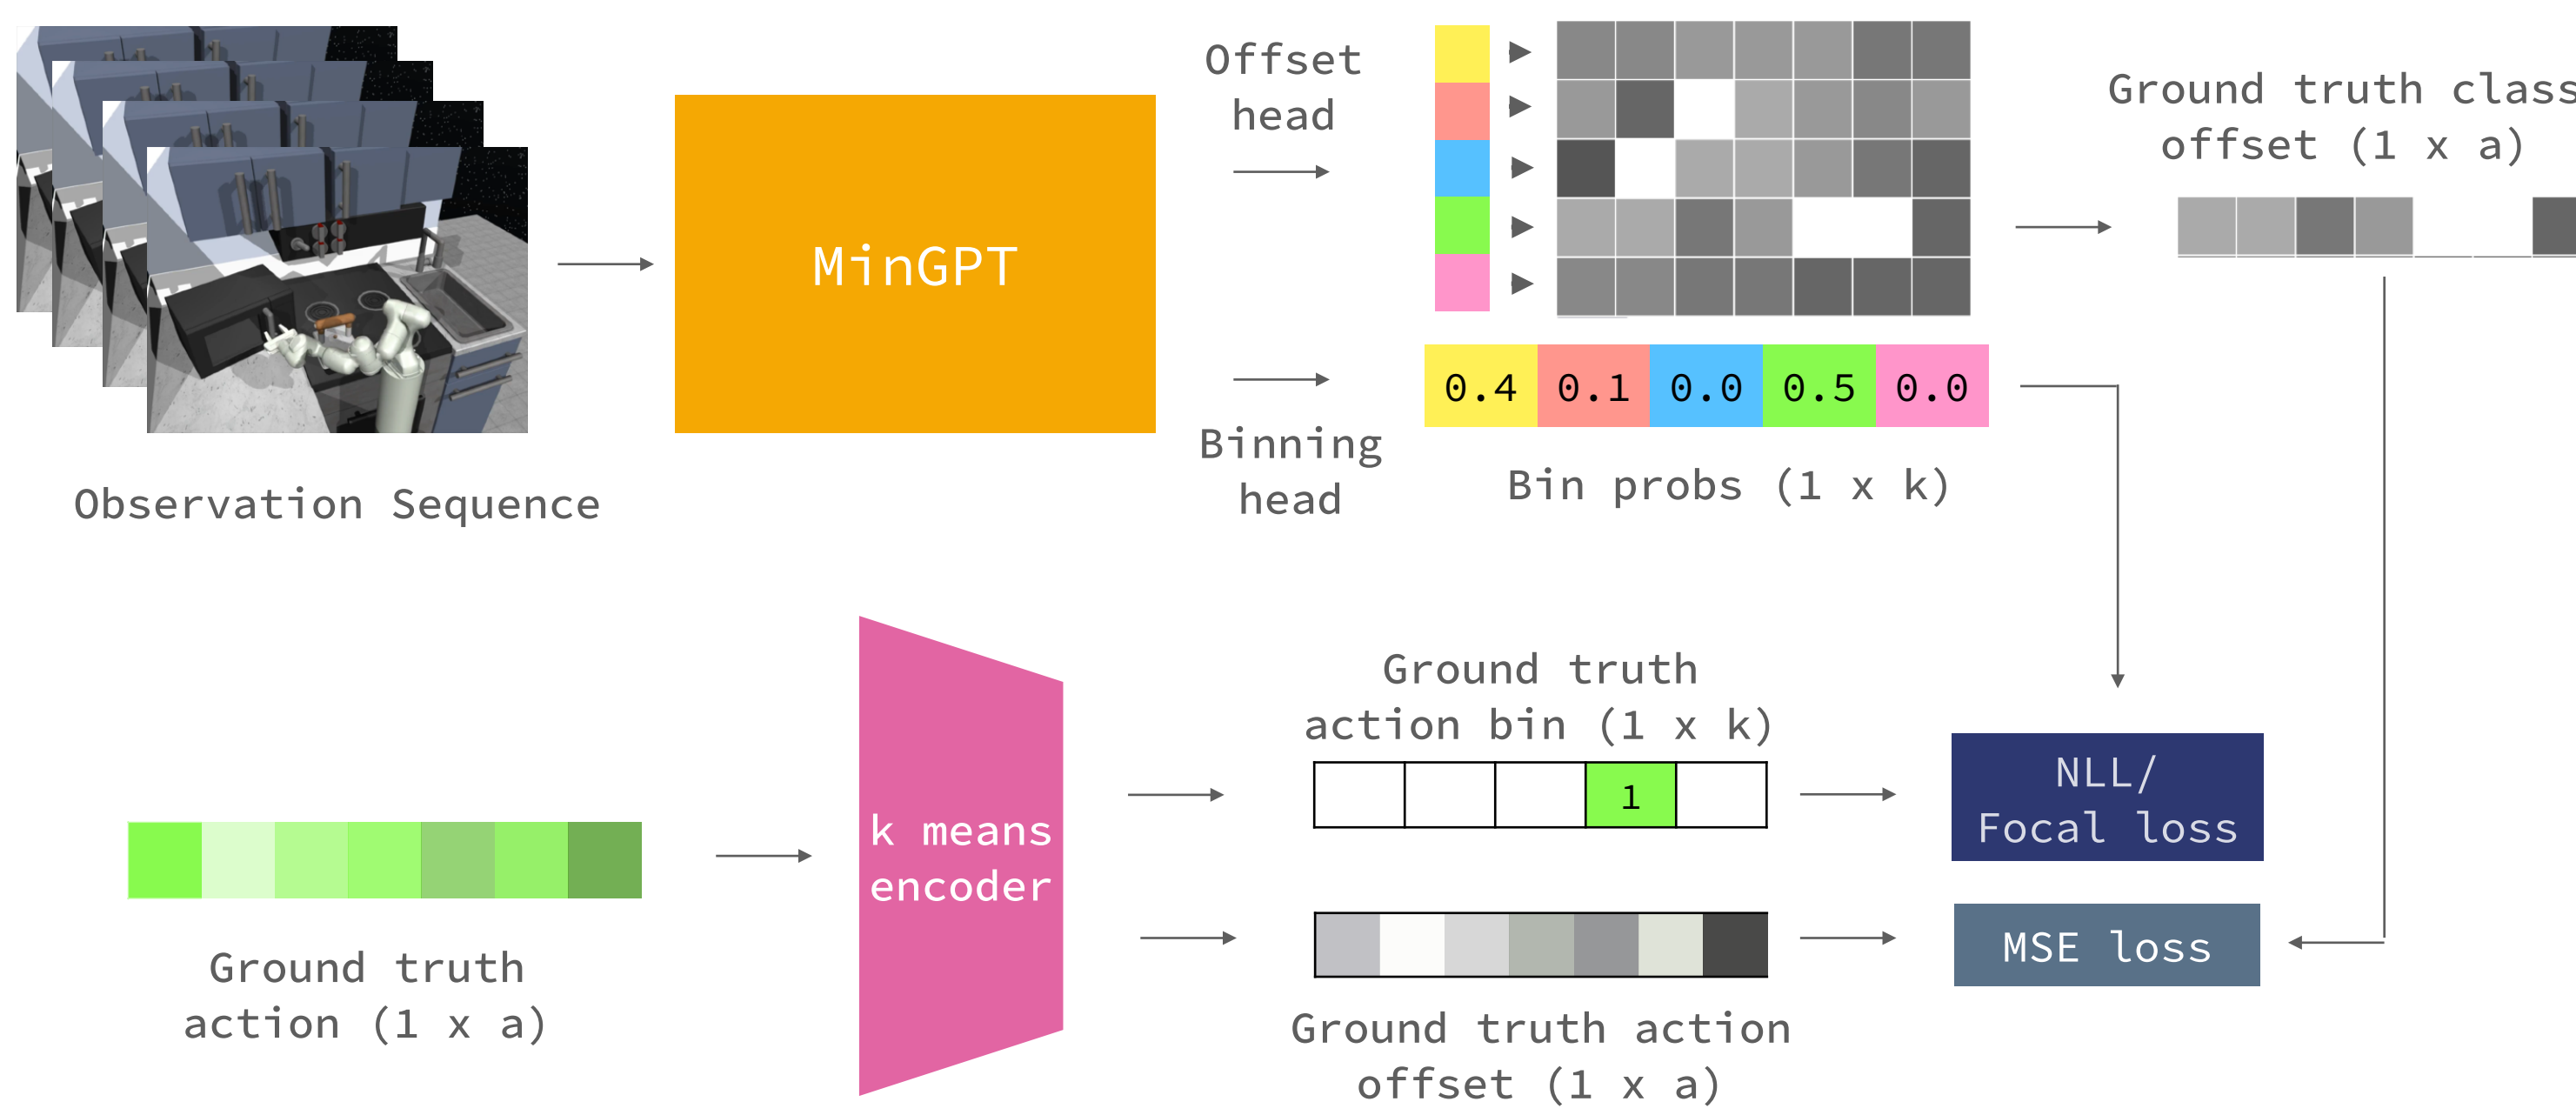 Offset
head
Ground truth class
offset (1 x a)
MinGPT
0.4 0.1 0.0 0.5 0.0
Binning
head
Bin probs (1 x k)
Observation Sequence
Ground truth
action bin (1 x k)
1
NLL/
Focal loss
k means
encoder
MSE loss
Ground truth
action (1 x a)
Ground truth action
offset (1 x a)